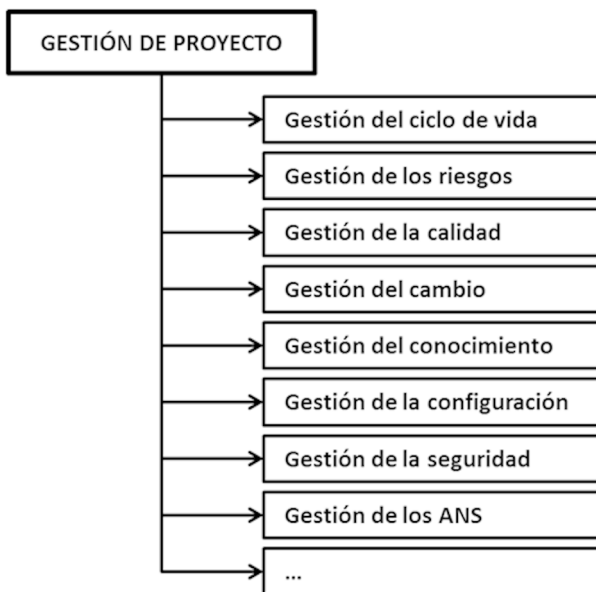 GESTIÓN DE PROYECTO
Gestión del ciclo de vida
Gestión de los riesgos
Gestión de la calidad
Gestión del cambio
Gestión del conocimiento
Gestión de la configuración
Gestión de la seguridad
Gestión de los ANS
...